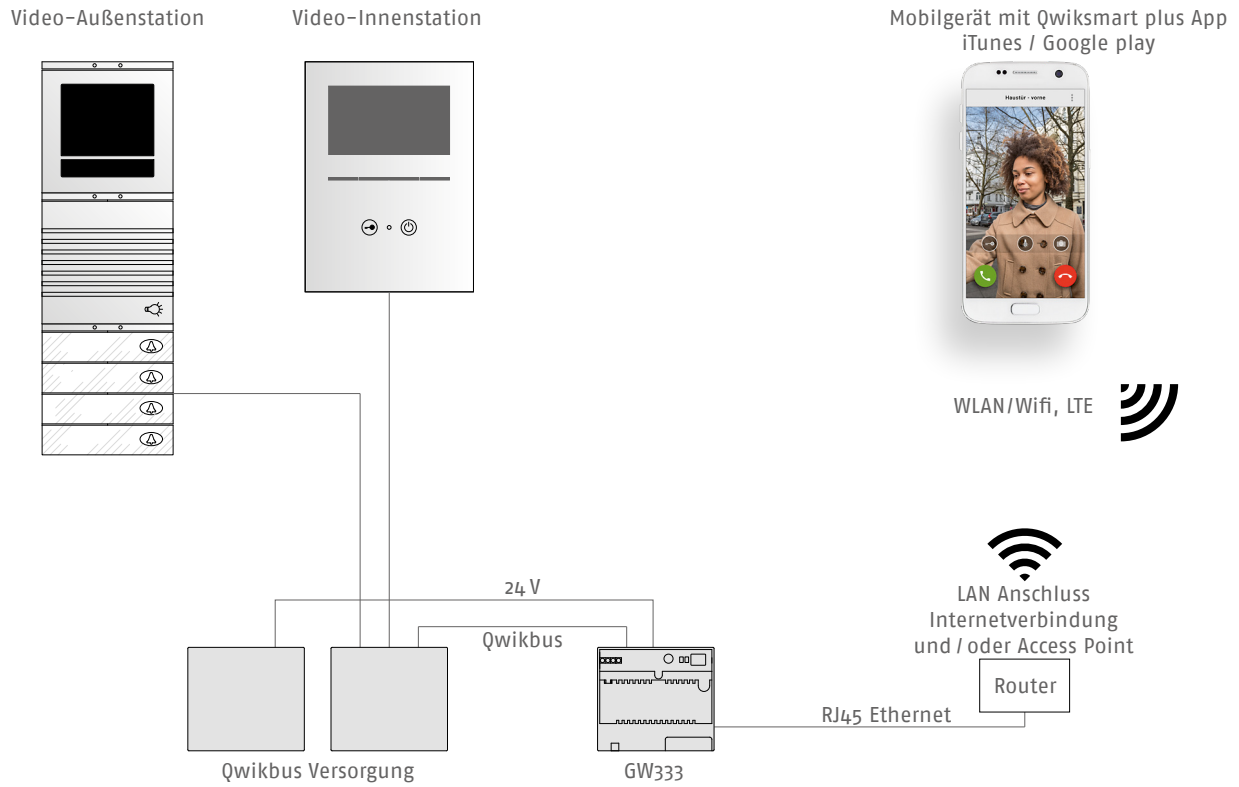 Video-Außenstation
Video-Innenstation
Mobilgerät mit Qwiksmart plus App
iTunes / Google play
Haustür - vorne
WLAN/Wifi, LTE
24 V
Qwikbus
LAN Anschluss
Internetverbindung
und / oder Access Point
Router
RJ45 Ethernet
Qwikbus Versorgung
GW333